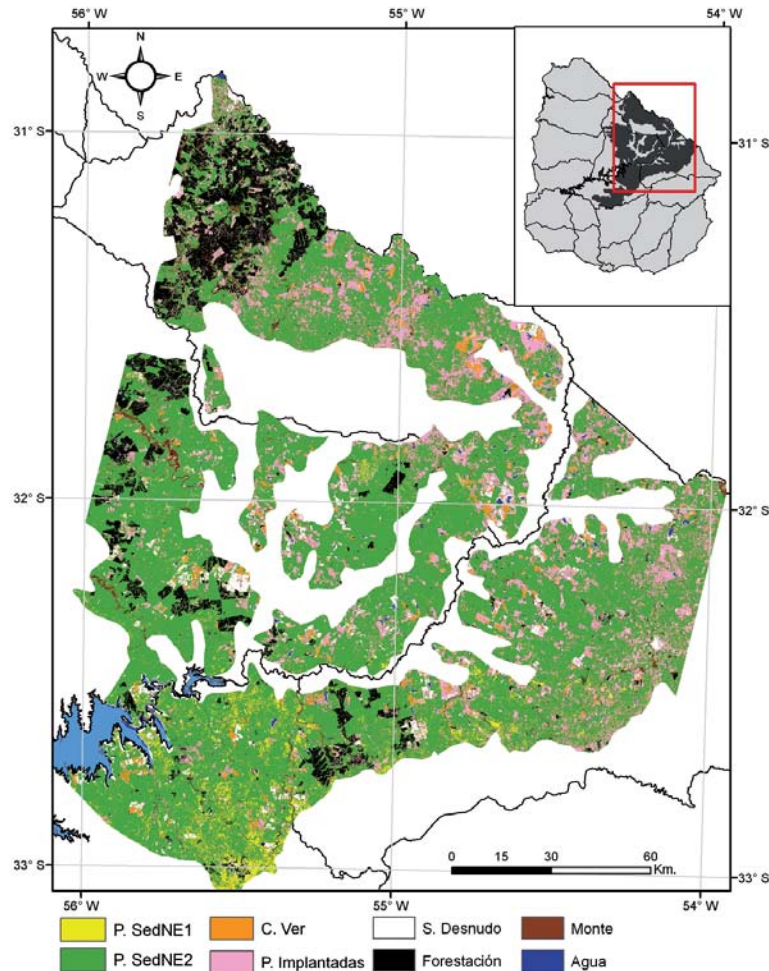 56° W 55° W 54° W
N
W E
S
31° S 31° S
32° S 32° S
33° S 33° S
0 15 30 60
Km.
56° W 55° W 54° W
P. SedNE1 C. Ver S. Desnudo Monte
P. SedNE2 P. Implantadas Forestación Agua